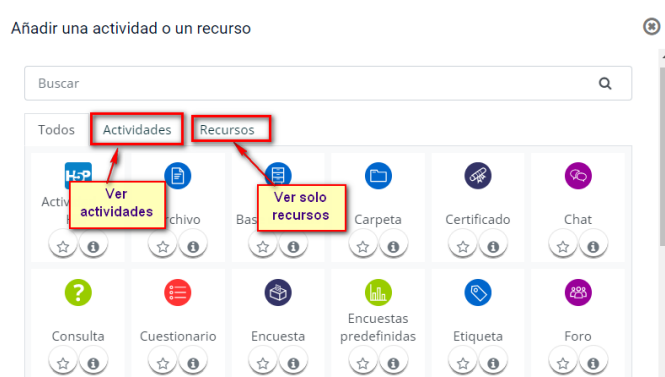 Añadir una actividad o un recurso
Buscar
Todos Actividades Recursos
H5P
Ver
actividades
Ver solo
recursos
Carpeta Certificado Chat
Consulta Cuestionario Encuesta Encuestas
predefinidas Etiqueta Foro